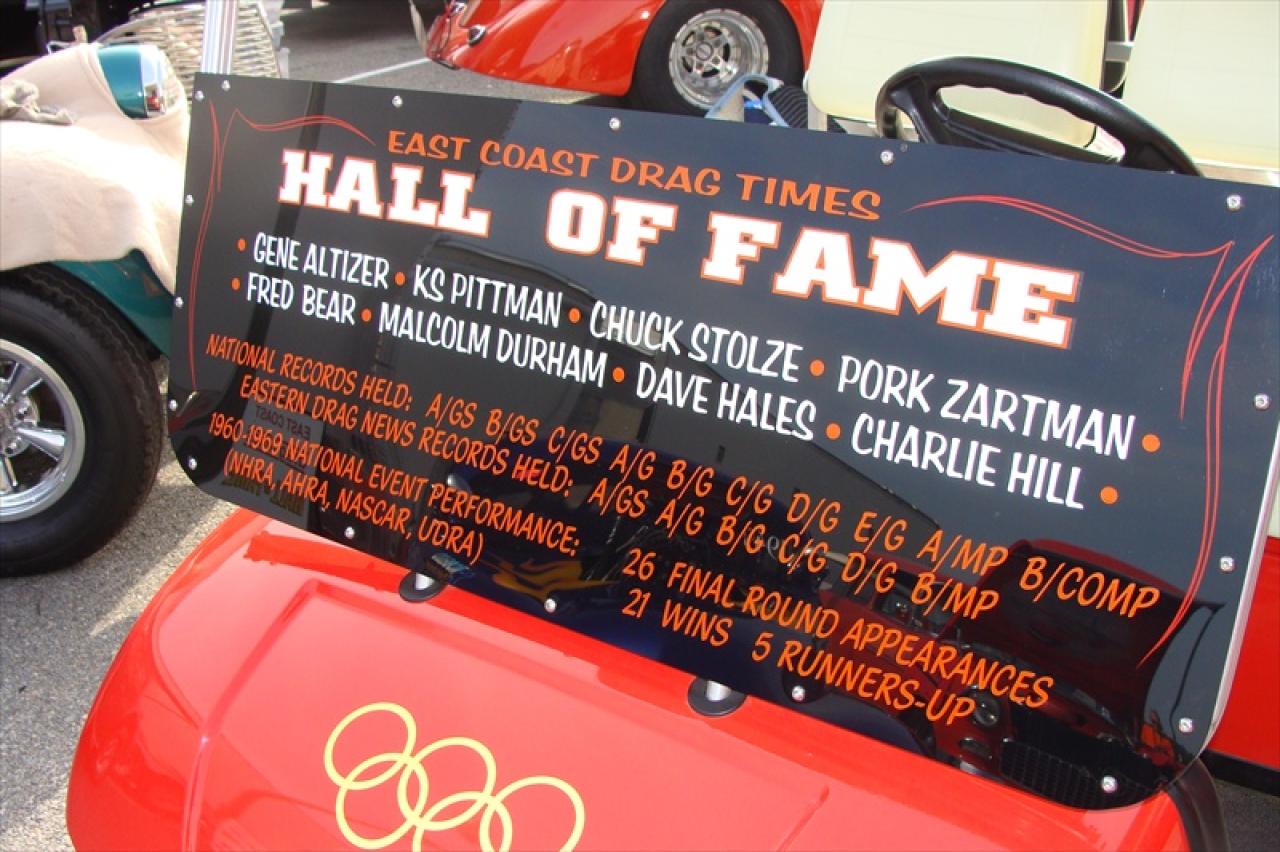 EAST COAST DRAG TIMES
HALL OF FAME
• GENE ALTIZER • KS PITTMAN • CHUCK STOLZE • PORK ZARTMAN •
• FRED BEAR • MALCOLM DURHAM • DAVE HALES • CHARLIE HILL •
NATIONAL RECORDS HELD: A/GS B/GS C/GS A/G B/G C/G D/G E/G A/MP B/COMP
EASTERN DRAG NEWS RECORDS HELD: A/GS A/G B/G C/G D/G B/MP
1960-1969 NATIONAL EVENT PERFORMANCE: 26 FINAL ROUND APPEARANCES
(NHRA, AHRA, NASCAR, UDRA) 21 WINS 5 RUNNERS-UP